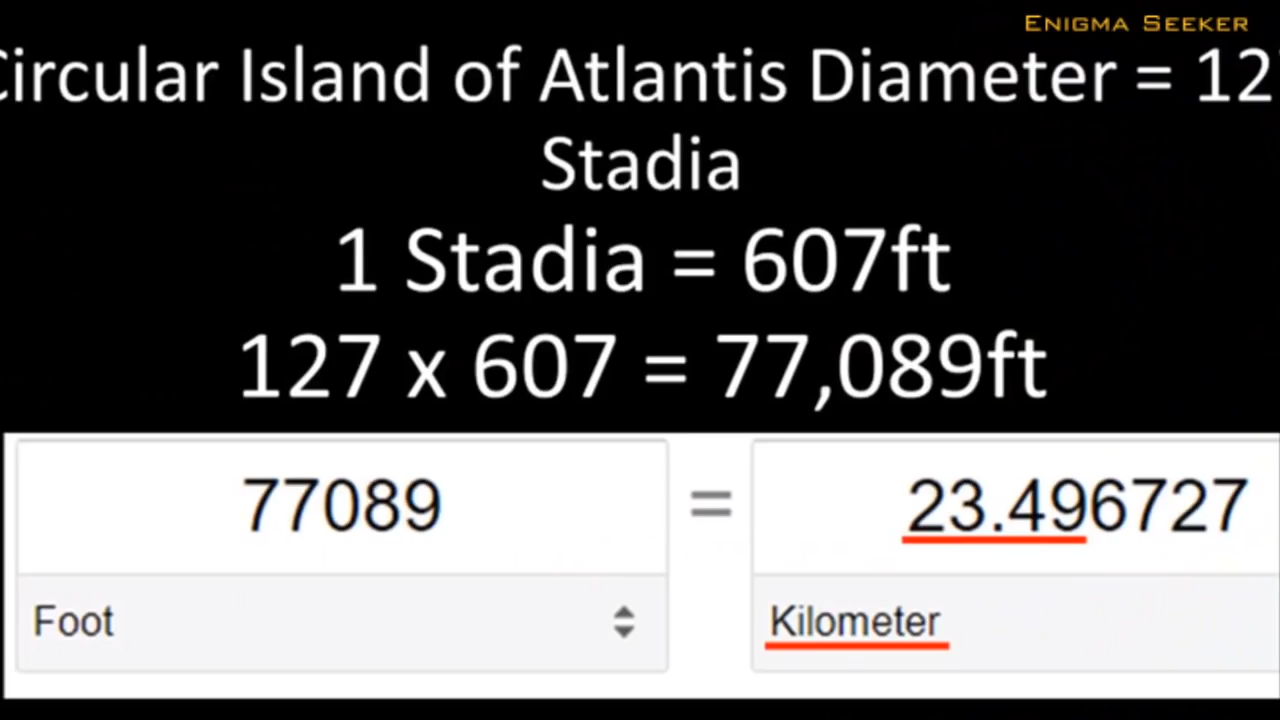 ENIGMA SEEKER
Circular Island of Atlantis Diameter = 12
Stadia
1 Stadia = 607ft
127 x 607 = 77,089ft
77089 = 23.496727
Foot Kilometer